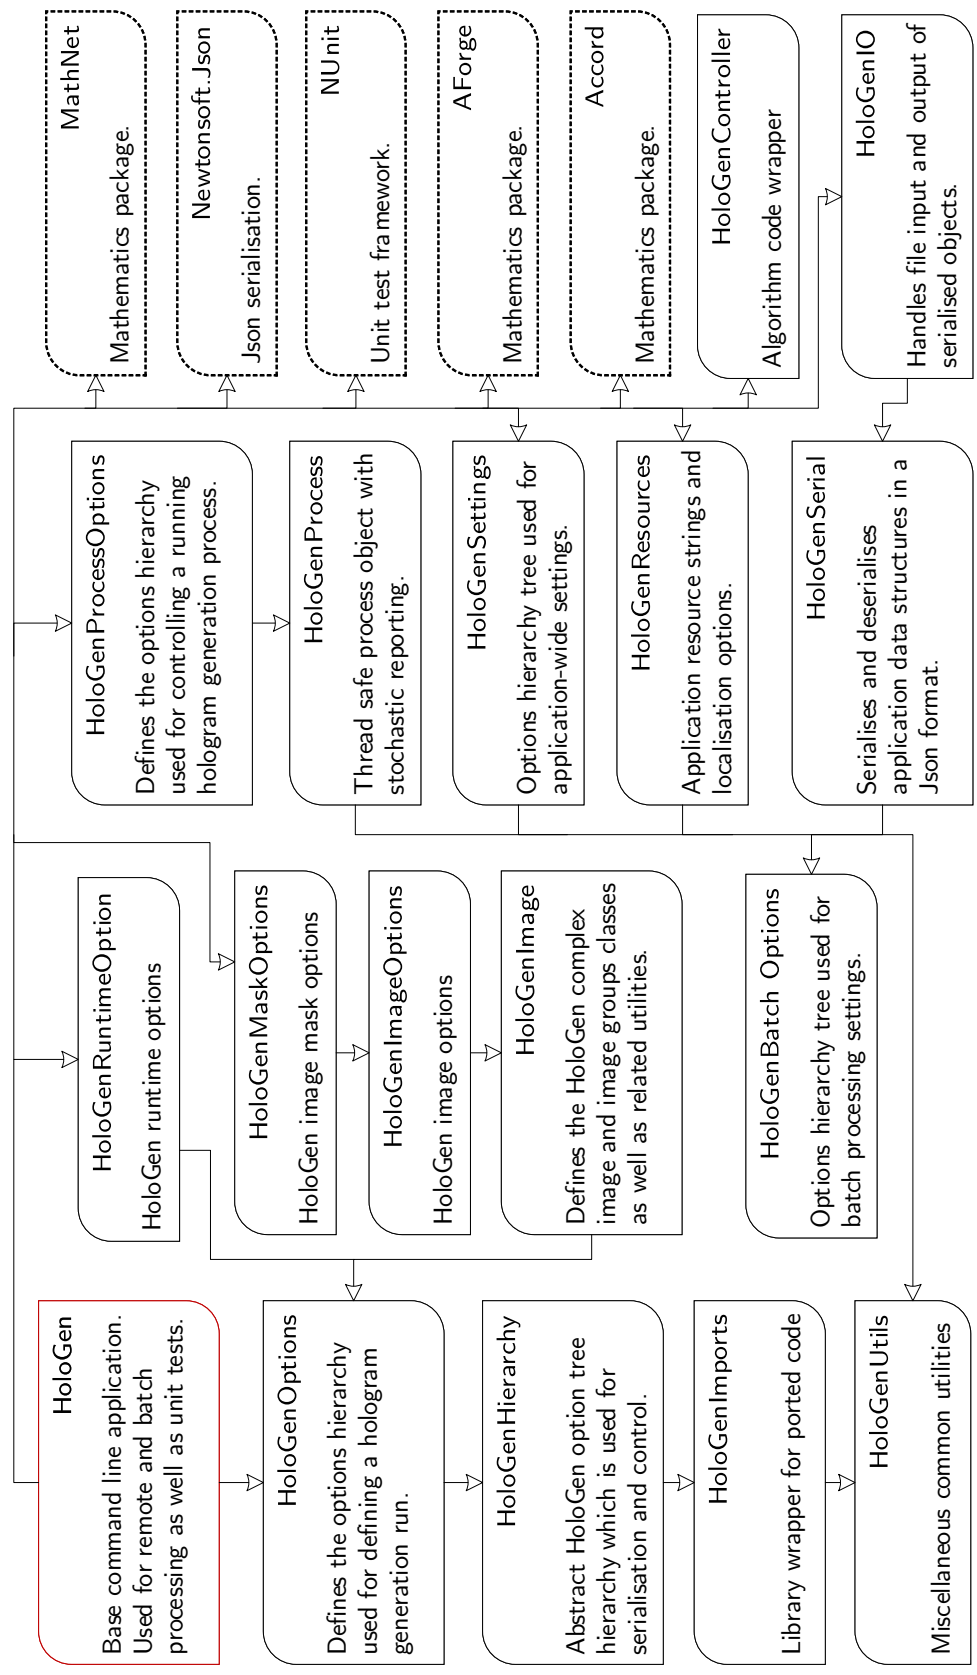 HoloGen
Base command line application.
Used for remote and batch
processing as well as unit tests.
HoloGenOptions
Defines the options hierarchy
used for defining a hologram
generation run.
HoloGenHierarchy
Abstract HoloGen option tree
hierarchy which is used for
serialisation and control.
HoloGenImports
Library wrapper for ported code
HoloGenUtils
Miscellaneous common utilities
HoloGenRuntimeOption
HoloGen runtime options
HoloGenMaskOptions
HoloGen image mask options
HoloGenImageOptions
HoloGen image options
HoloGenImage
Defines the HoloGen complex
image and image groups classes
as well as related utilities.
HoloGenBatch Options
Options hierarchy tree used for
batch processing settings.
HoloGenProcessOptions
Defines the options hierarchy
used for controlling a running
hologram generation process.
HoloGenProcess
Thread safe process object with
stochastic reporting.
HoloGenSettings
Options hierarchy tree used for
application-wide settings.
HoloGenResources
Application resource strings and
localisation options.
HoloGenSerial
Serialises and deserialises
application data structures in a
Json format.
MathNet
Mathematics package.
Newtonsoft.Json
Json serialisation.
NUnit
Unit test framework.
AForge
Mathematics package.
Accord
Mathematics package.
HoloGenController
Algorithm code wrapper
HoloGenIO
Handles file input and output of
serialised objects.